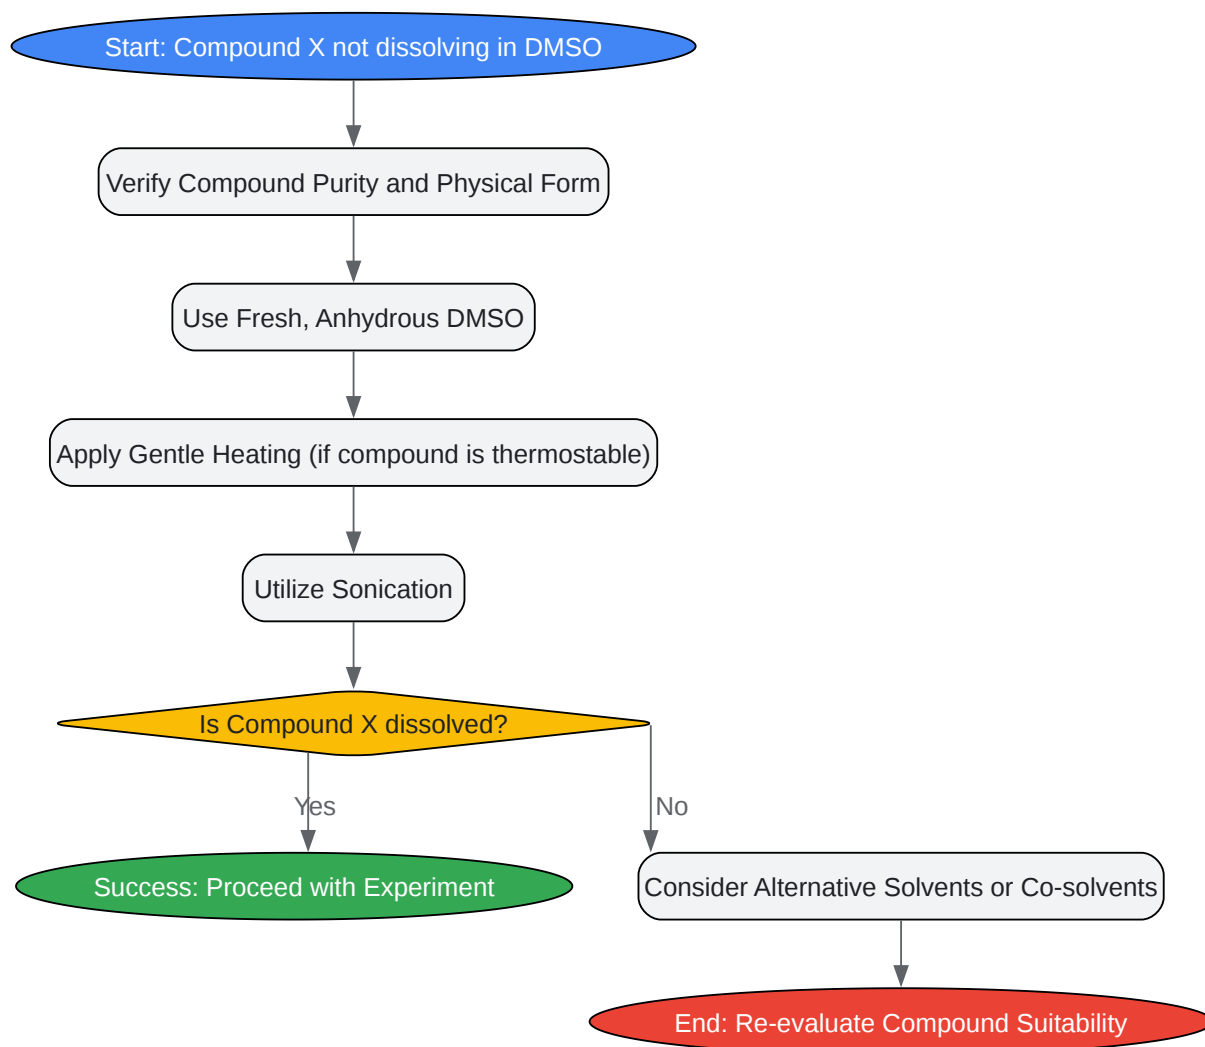 Start: Compound X not dissolving in DMSO
Verify Compound Purity and Physical Form
Use Fresh, Anhydrous DMSO
Apply Gentle Heating (if compound is thermostable)
Utilize Sonication
Is Compound X dissolved?
Yes
No
Success: Proceed with Experiment
Consider Alternative Solvents or Co-solvents
End: Re-evaluate Compound Suitability